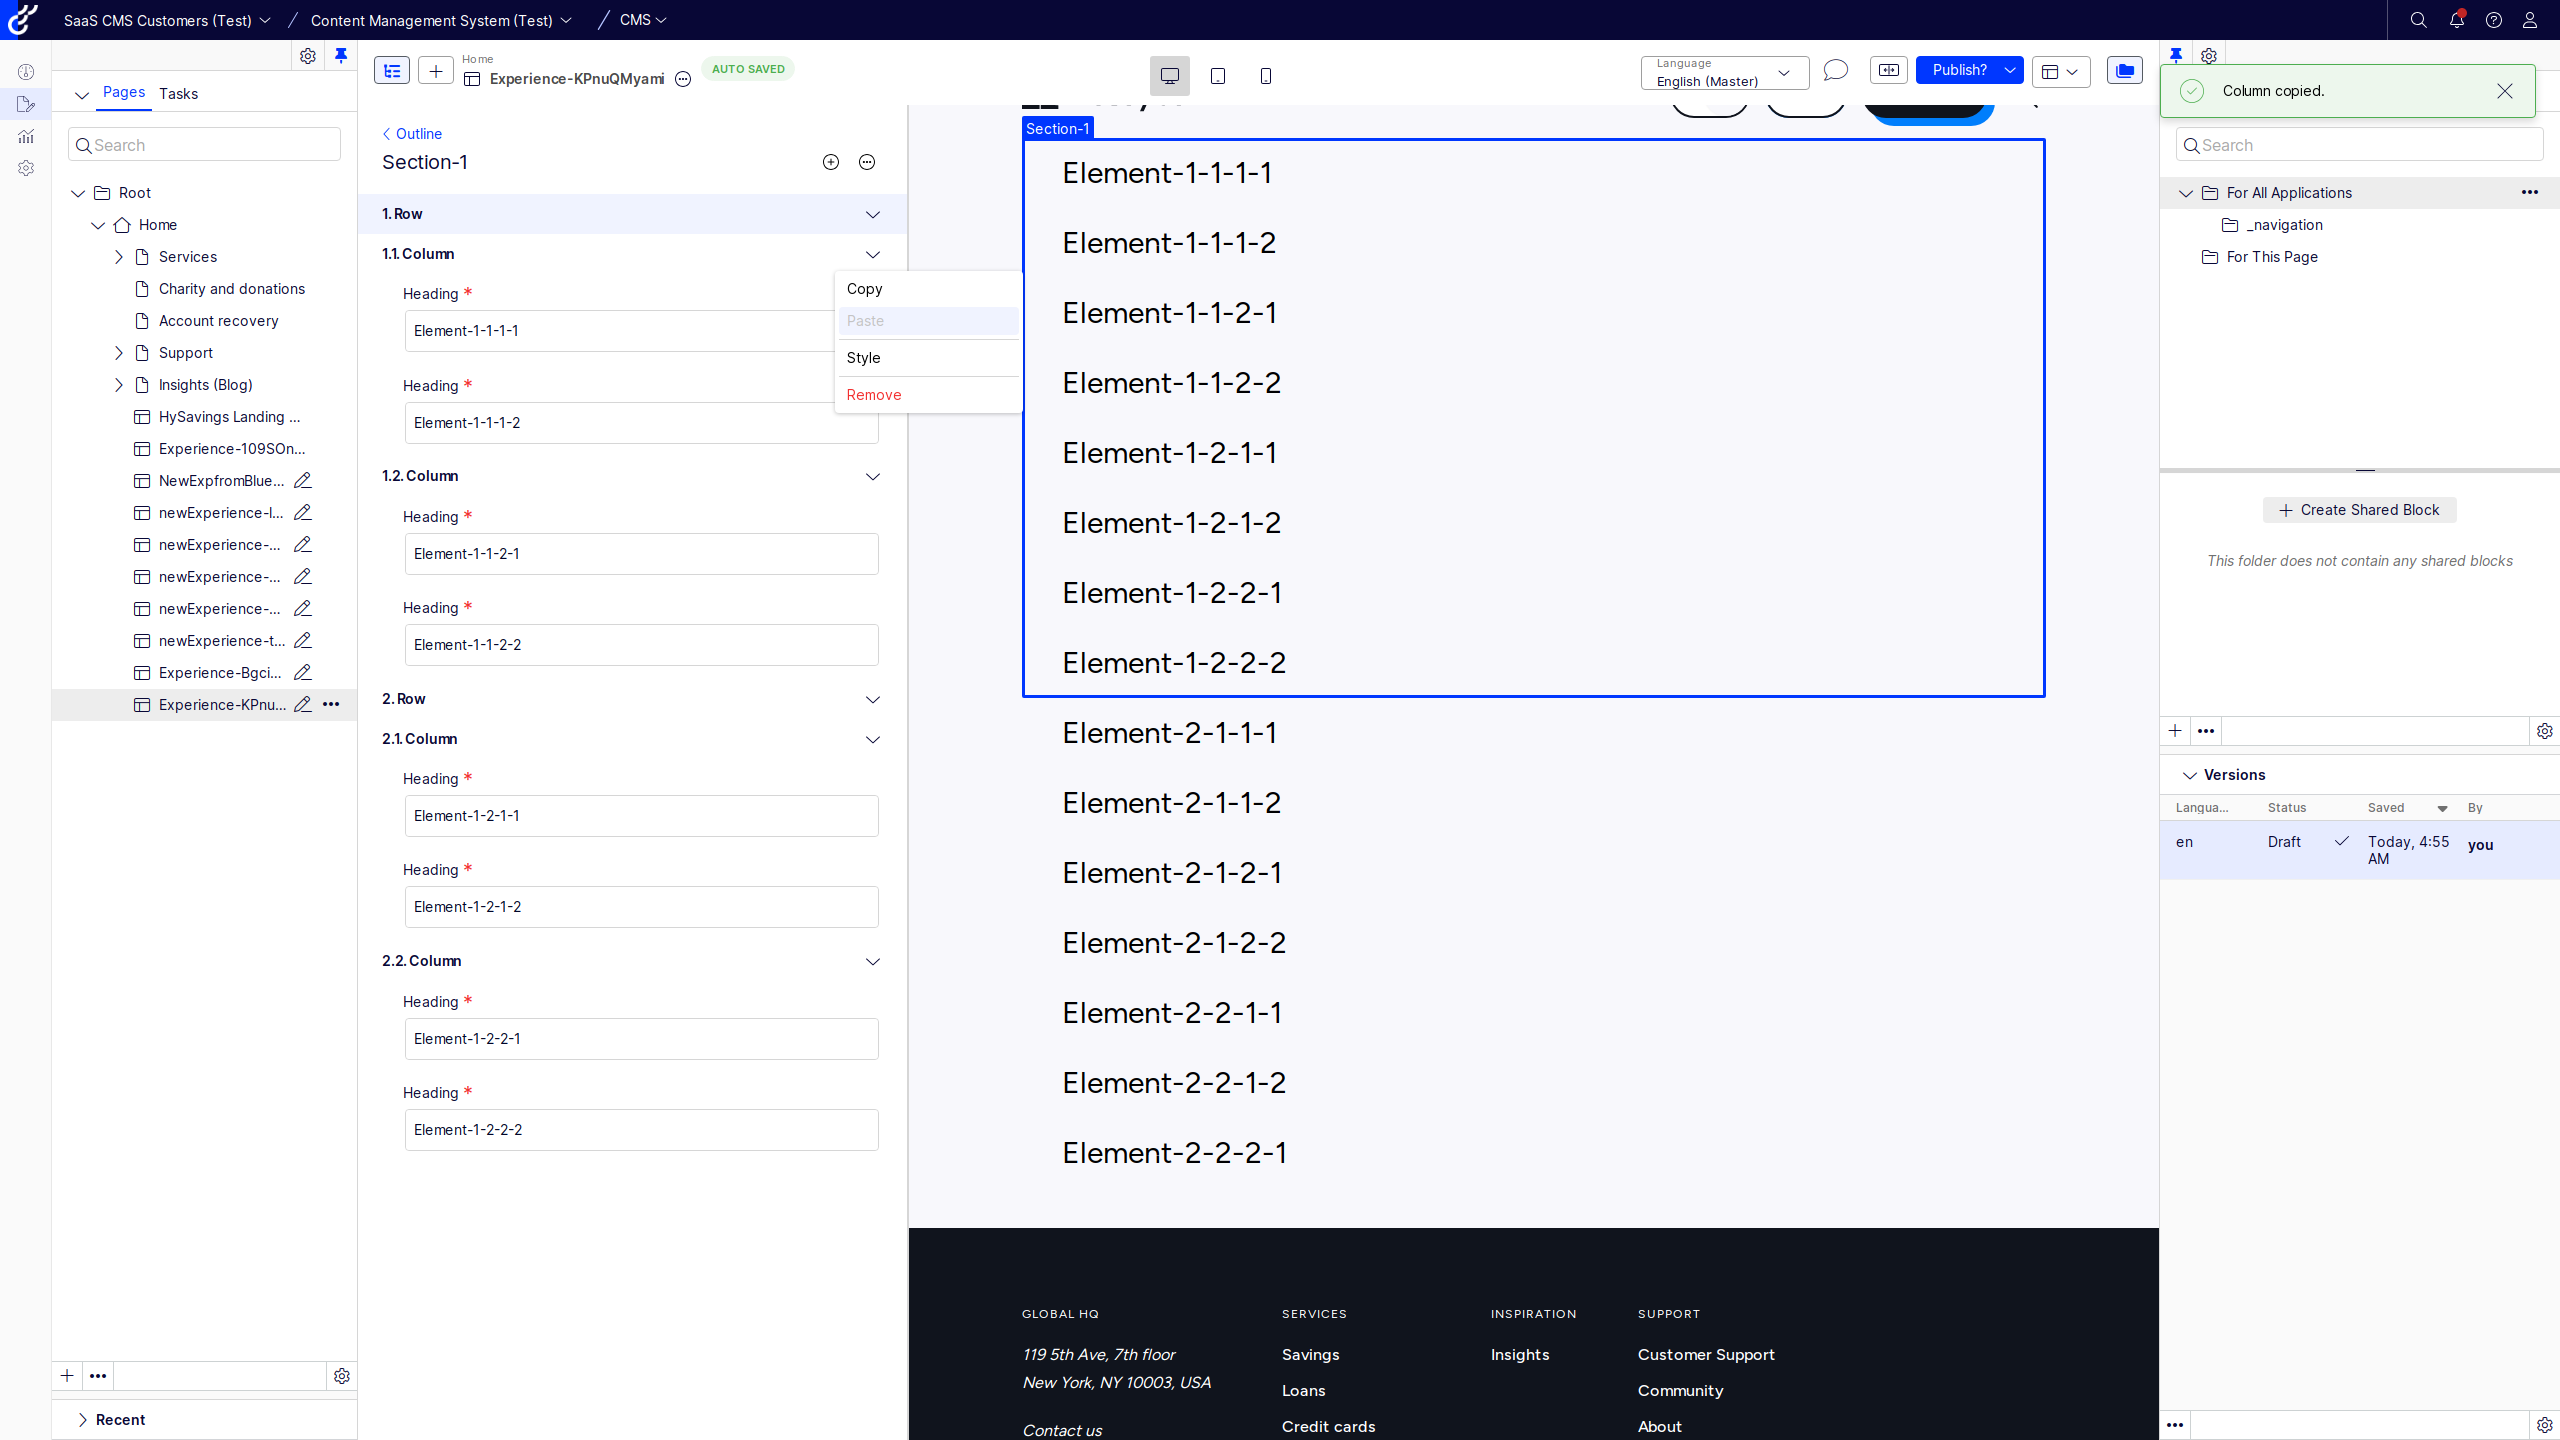 SaaS CMS Customers (Test)
Content Management System (Test)
CMS
Pages
Tasks
Search
Root
Home
Services
Charity and donations
Account recovery
Support
Insights (Blog)
HySavings Landing ...
Experience-109SOn...
NewExpfromBlue...
newExperience-l...
newExperience-...
newExperience-...
newExperience-...
newExperience-t...
Experience-Bgci...
Experience-KPnu...
Recent
Home
Experience-KPnuQMyami
AUTO SAVED
Language
English (Master)
Publish?
Outline
Section-1
1. Row
1.1. Column
Heading *
Element-1-1-1-1
Heading *
Element-1-1-1-2
1.2. Column
Heading *
Element-1-1-2-1
Heading *
Element-1-1-2-2
2. Row
2.1. Column
Heading *
Element-1-2-1-1
Heading *
Element-1-2-1-2
2.2. Column
Heading *
Element-1-2-2-1
Heading *
Element-1-2-2-2
Copy
Paste
Style
Remove
Section-1
Element-1-1-1-1
Element-1-1-1-2
Element-1-1-2-1
Element-1-1-2-2
Element-1-2-1-1
Element-1-2-1-2
Element-1-2-2-1
Element-1-2-2-2
Element-2-1-1-1
Element-2-1-1-2
Element-2-1-2-1
Element-2-1-2-2
Element-2-2-1-1
Element-2-2-1-2
Element-2-2-2-1
GLOBAL HQ
119 5th Ave, 7th floor
New York, NY 10003, USA
Contact us
SERVICES
Savings
Loans
Credit cards
INSPIRATION
Insights
SUPPORT
Customer Support
Community
About
Column copied.
Search
For All Applications
_navigation
For This Page
Create Shared Block
This folder does not contain any shared blocks
Versions
Langua...
Status
Saved
By
en
Draft
Today, 4:55
AM
you